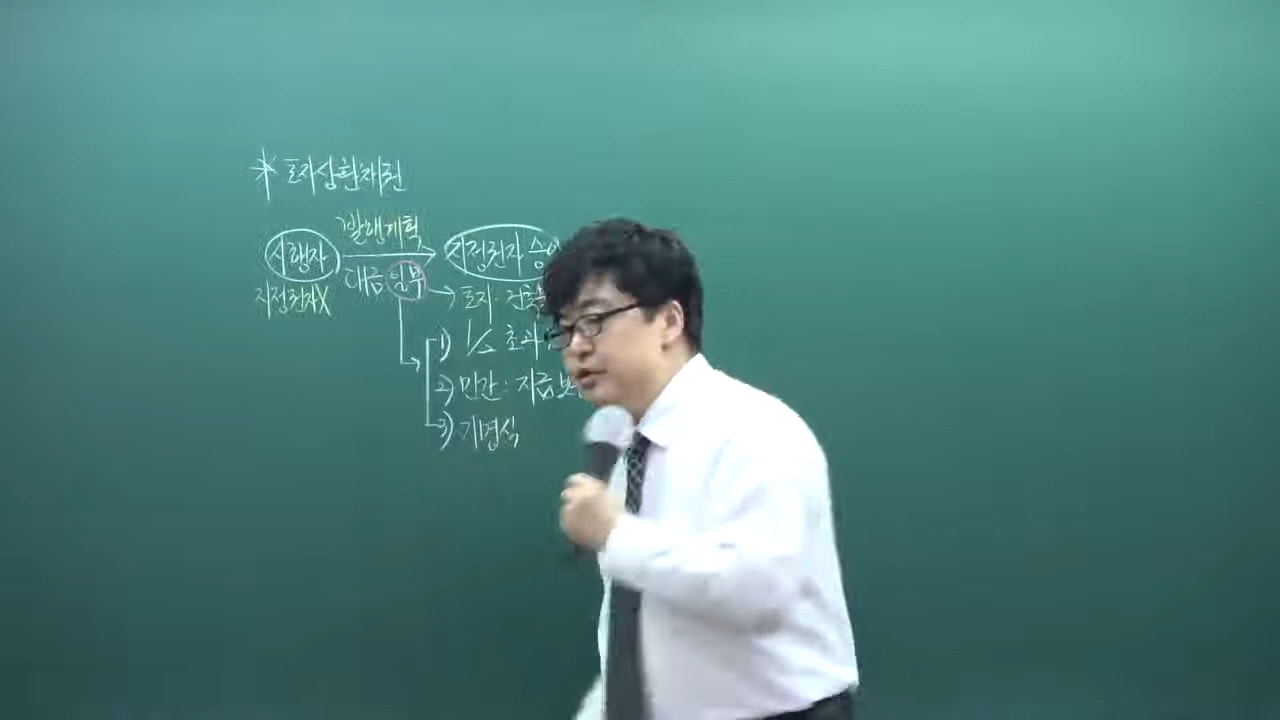 * 토지상환채권
발행계획
시행자 → 지정권자 승
대금 일부
지정권자X → 토지·건축
1) 1/2 초과
2) 민간: 지급보
3) 기명식